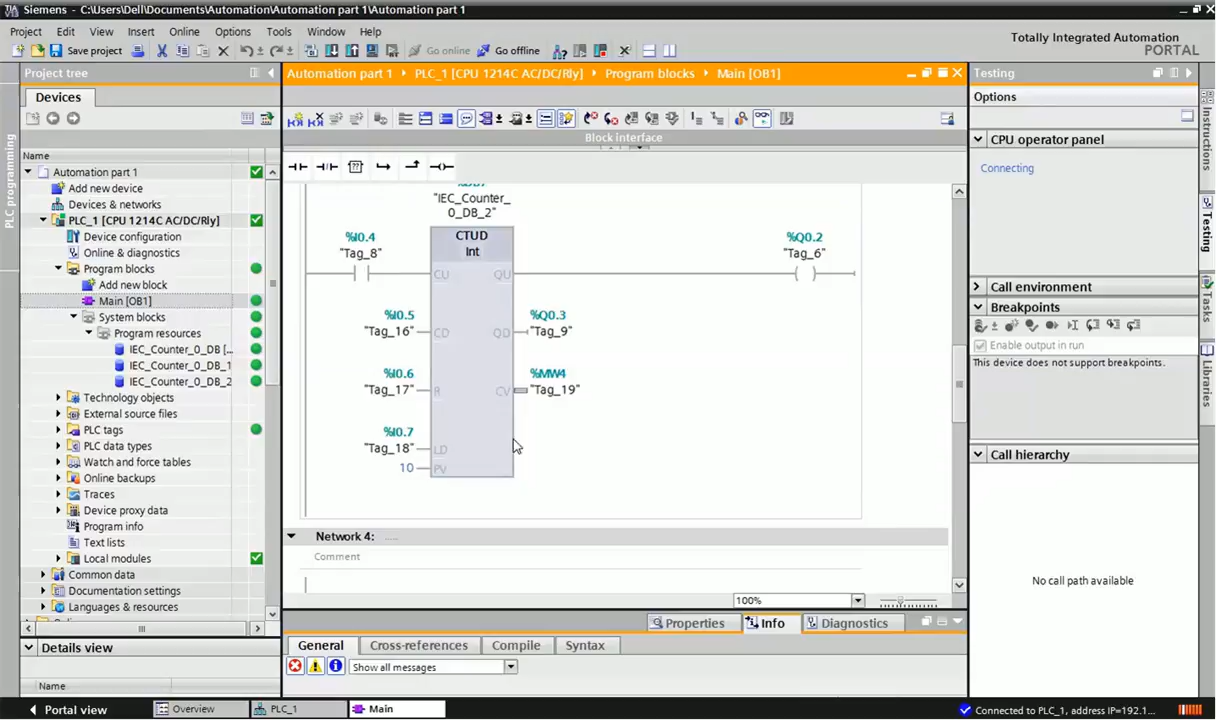 Siemens - C:\Users\Dell\Documents\Automation\Automation part 1\Automation part 1
Project Edit View Insert Online Options Tools Window Help
Totally Integrated Automation
PORTAL
Save project
Go online
Go offline
Project tree
Automation part 1 ▸ PLC_1 [CPU 1214C AC/DC/Rly] ▸ Program blocks ▸ Main [OB1]
Testing
Devices
Options
Block interface
PLC programming
Instructions
Testing
Tasks
Libraries
Name
Automation part 1
Add new device
Devices & networks
PLC_1 [CPU 1214C AC/DC/Rly]
Device configuration
Online & diagnostics
Program blocks
Add new block
Main [OB1]
System blocks
Program resources
IEC_Counter_0_DB [...
IEC_Counter_0_DB_1
IEC_Counter_0_DB_2
Technology objects
External source files
PLC tags
PLC data types
Watch and force tables
Online backups
Traces
Device proxy data
Program info
Text lists
Local modules
Common data
Documentation settings
Languages & resources
Details view
Name
"IEC_Counter_
0_DB_2"
CTUD
Int
%I0.4
"Tag_8"
CU
QU
%Q0.2
"Tag_6"
%I0.5
"Tag_16"
CD
QD
%Q0.3
"Tag_9"
%I0.6
"Tag_17"
R
CV
%MW4
"Tag_19"
%I0.7
"Tag_18"
LD
10
PV
Network 4: .....
Comment
100%
Properties
Info
Diagnostics
General
Cross-references
Compile
Syntax
Show all messages
CPU operator panel
Connecting
Call environment
Breakpoints
Enable output in run
This device does not support breakpoints.
Call hierarchy
No call path available
Portal view
Overview
PLC_1
Main
Connected to PLC_1, address IP=192.1...